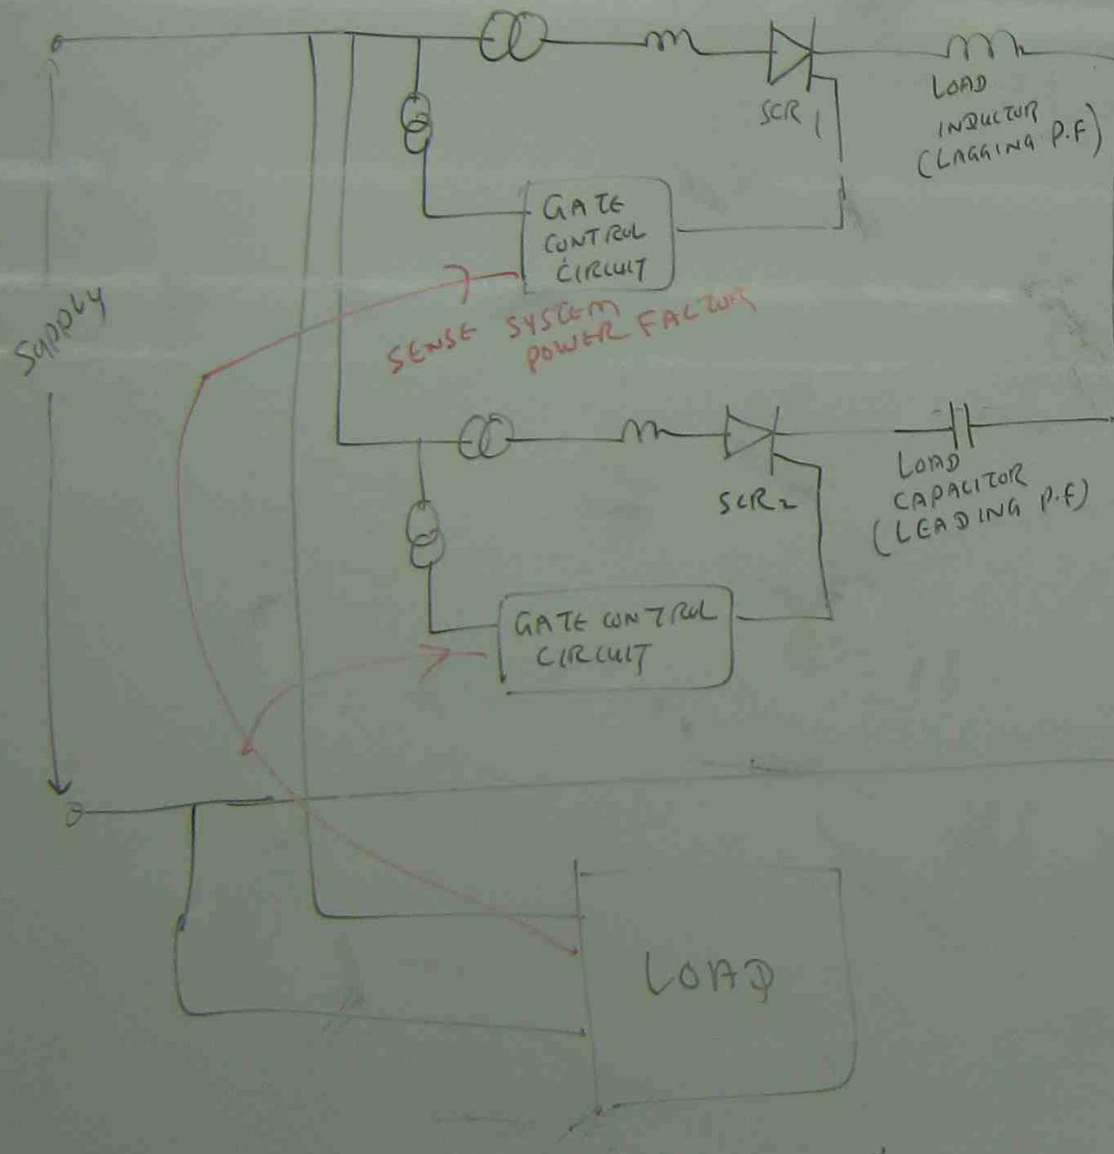 SCR 1
LOAD
INDUCTOR
(LAGGING P.F)
GATE
CONTROL
CIRCUIT
Supply
SENSE SYSTEM
POWER FACTOR
SCR2
LOAD
CAPACITOR
(LEADING P.F)
GATE CONTROL
CIRCUIT
LOAD